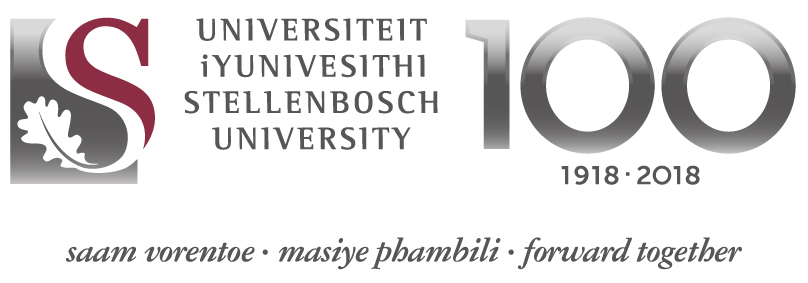 UNIVERSITEIT
iYUNIVESITHI
STELLENBOSCH
UNIVERSITY
100
1918 · 2018
saam vorentoe · masiye phambili · forward together